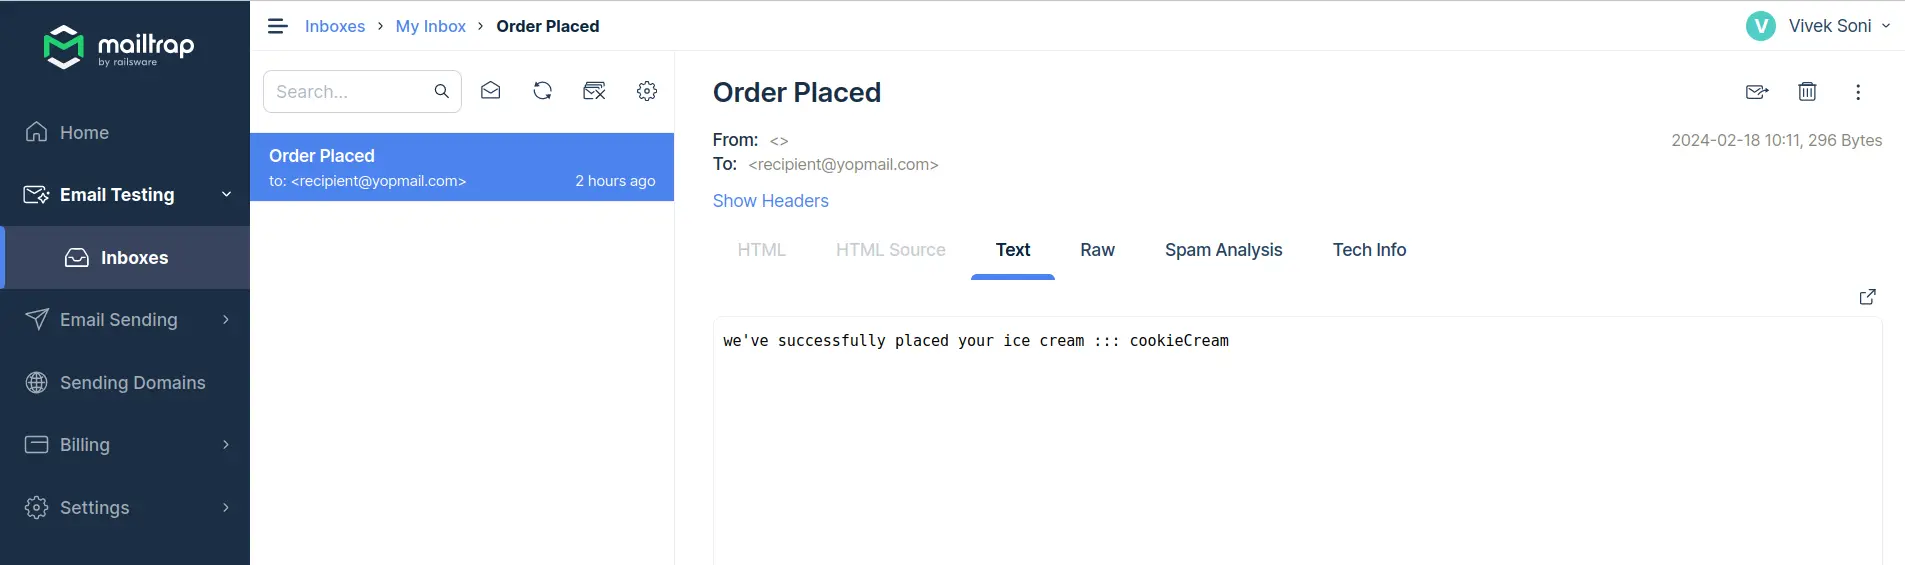 mailtrap
by railsware
Home
Email Testing
Inboxes
Email Sending
Sending Domains
Billing
Settings
Inboxes › My Inbox › Order Placed
Vivek Soni
V
Search...
Order Placed
to: <recipient@yopmail.com> 2 hours ago
Order Placed
From: <>
2024-02-18 10:11, 296 Bytes
To: <recipient@yopmail.com>
Show Headers
HTML HTML Source Text Raw Spam Analysis Tech Info
we've successfully placed your ice cream ::: cookieCream